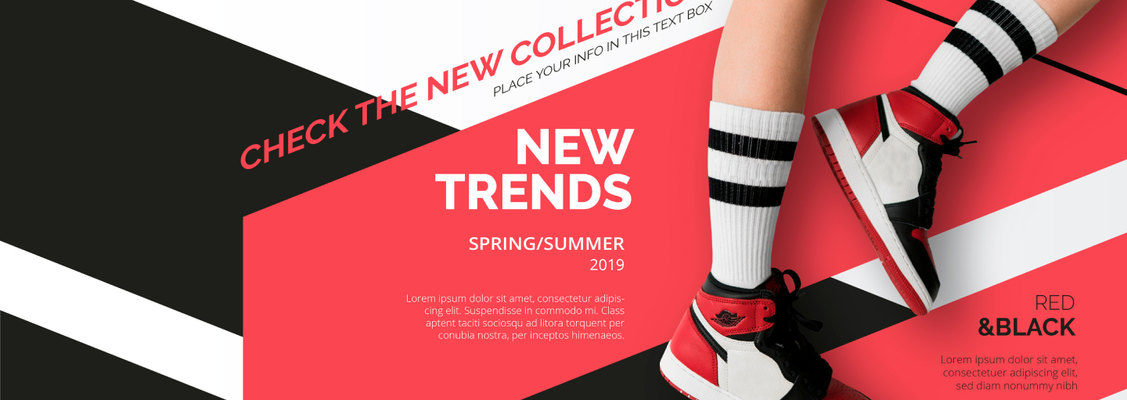 CHECK THE NEW COLLECTIO
PLACE YOUR INFO IN THIS TEXT BOX
NEW
TRENDS
SPRING/SUMMER
2019
Lorem ipsum dolor sit amet, consectetur adipis-
cing elit. Suspendisse in commodo mi. Class
aptent taciti sociosqu ad litora torquent per
conubia nostra, per inceptos himenaeos.
RED
&BLACK
Lorem ipsum dolor sit amet,
consectetuer adipiscing elit,
sed diam nonummy nibh